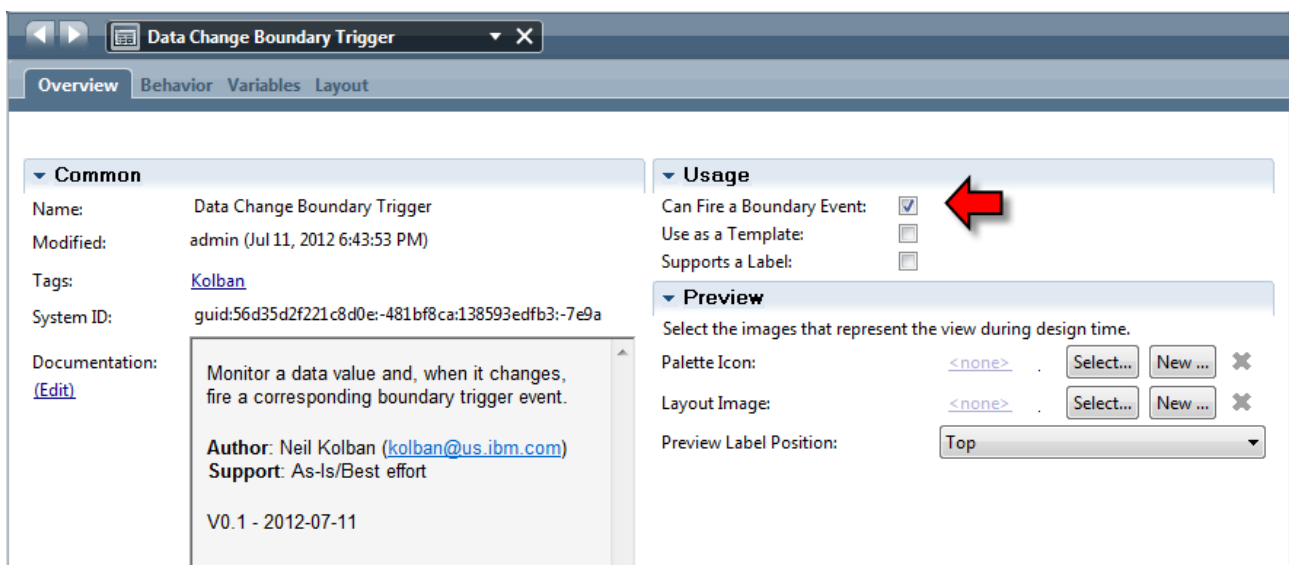 Data Change Boundary Trigger
Overview Behavior Variables Layout
Common
Name: Data Change Boundary Trigger
Modified: admin (Jul 11, 2012 6:43:53 PM)
Tags: Kolban
System ID: guid:56d35d2f221c8d0e:-481bf8ca:138593edfb3:-7e9a
Documentation:
(Edit)
Monitor a data value and, when it changes,
fire a corresponding boundary trigger event.
Author: Neil Kolban (kolban@us.ibm.com)
Support: As-Is/Best effort
V0.1 - 2012-07-11
Usage
Can Fire a Boundary Event:
Use as a Template:
Supports a Label:
Preview
Select the images that represent the view during design time.
Palette Icon: <none> . Select... New ...
Layout Image: <none> . Select... New ...
Preview Label Position: Top